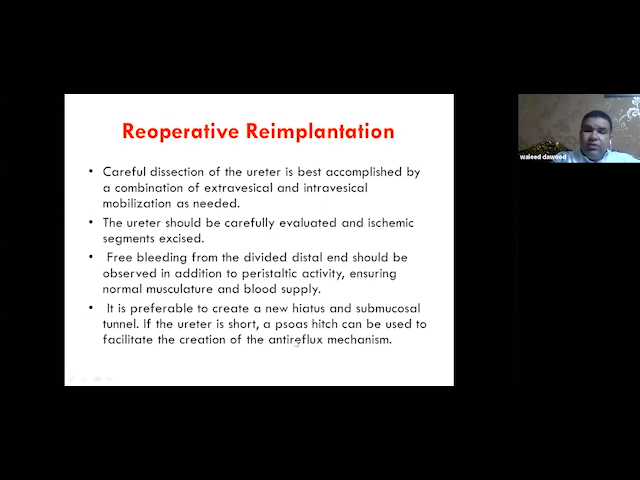 Reoperative Reimplantation
• Careful dissection of the ureter is best accomplished by
a combination of extravesical and intravesical
mobilization as needed.
• The ureter should be carefully evaluated and ischemic
segments excised.
• Free bleeding from the divided distal end should be
observed in addition to peristaltic activity, ensuring
normal musculature and blood supply.
• It is preferable to create a new hiatus and submucosal
tunnel. If the ureter is short, a psoas hitch can be used to
facilitate the creation of the antireflux mechanism.
waleed dawood